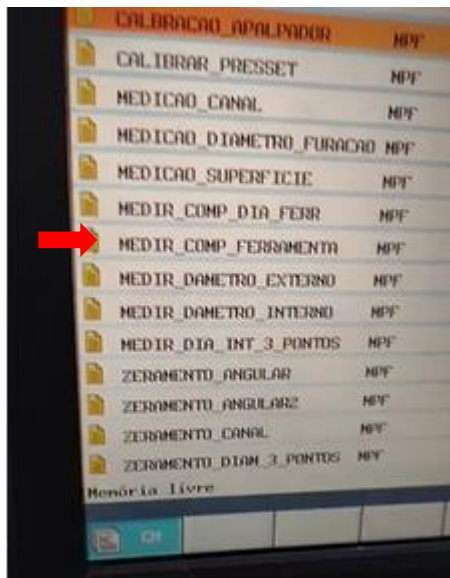 CALBRACAO_APALPADOR MPF
CALIBRAR_PRESSET MPF
MEDICAO_CANAL MPF
MEDICAO_DIAMETRO_FURACAO MPF
MEDICAO_SUPERFICIE MPF
MEDIR_COMP_DIA_FERR MPF
MEDIR_COMP_FERRAMENTA MPF
MEDIR_DAMETRO_EXTERNO MPF
MEDIR_DAMETRO_INTERNO MPF
MEDIR_DIA_INT_3_PONTOS MPF
ZERAMENTO_ANGULAR MPF
ZERAMENTO_ANGULAR2 MPF
ZERAMENTO_CANAL MPF
ZERAMENTO_DIAM_3_PONTOS MPF
Memória livre